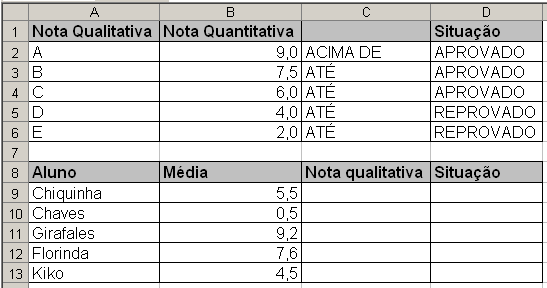 A B C D
1 Nota Qualitativa Nota Quantitativa Situação
2 A 9,0 ACIMA DE APROVADO
3 B 7,5 ATÉ APROVADO
4 C 6,0 ATÉ APROVADO
5 D 4,0 ATÉ REPROVADO
6 E 2,0 ATÉ REPROVADO
7
8 Aluno Média Nota qualitativa Situação
9 Chiquinha 5,5
10 Chaves 0,5
11 Girafales 9,2
12 Florinda 7,6
13 Kiko 4,5